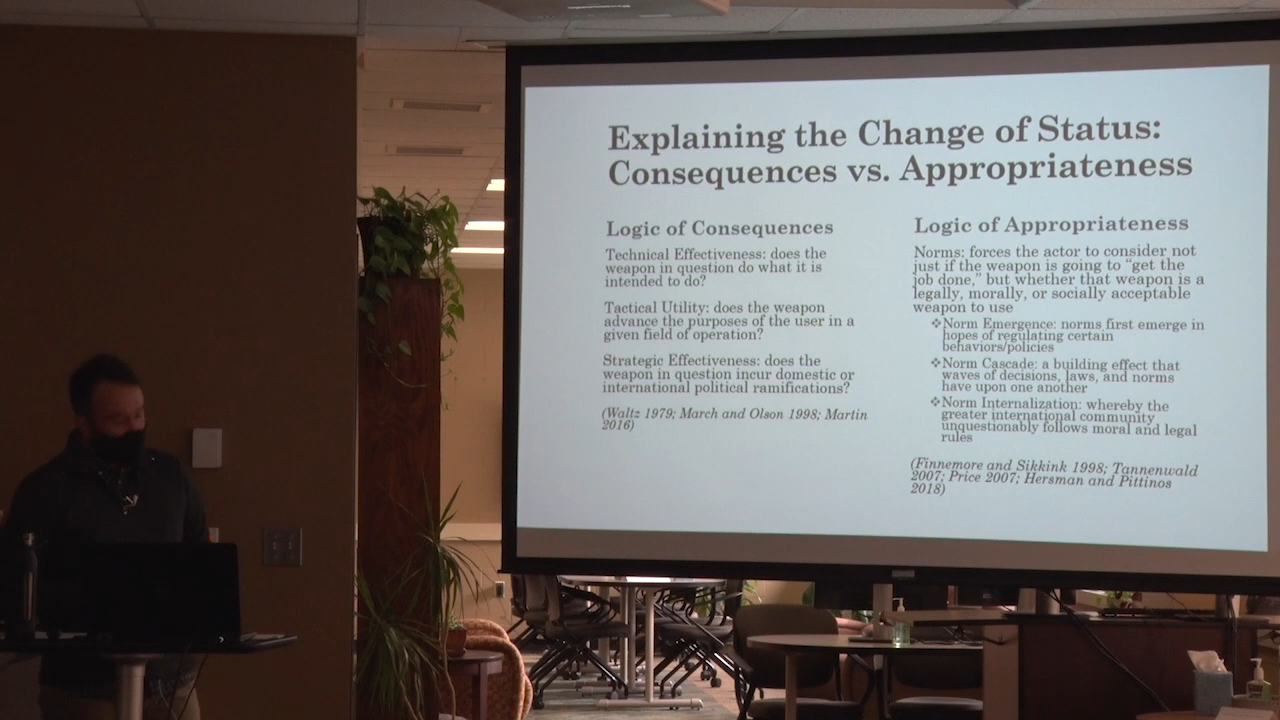 Explaining the Change of Status:
Consequences vs. Appropriateness
Logic of Consequences
Technical Effectiveness: does the
weapon in question do what it is
intended to do?
Tactical Utility: does the weapon
advance the purposes of the user in a
given field of operation?
Strategic Effectiveness: does the
weapon in question incur domestic or
international political ramifications?
(Waltz 1979; March and Olson 1998; Martin
2016)
Logic of Appropriateness
Norms: forces the actor to consider not
just if the weapon is going to “get the
job done,” but whether that weapon is a
legally, morally, or socially acceptable
weapon to use
❖Norm Emergence: norms first emerge in
hopes of regulating certain
behaviors/policies
❖Norm Cascade: a building effect that
waves of decisions, laws, and norms
have upon one another
❖Norm Internalization: whereby the
greater international community
unquestionably follows moral and legal
rules
(Finnemore and Sikkink 1998; Tannenwald
2007; Price 2007; Hersman and Pittinos
2018)